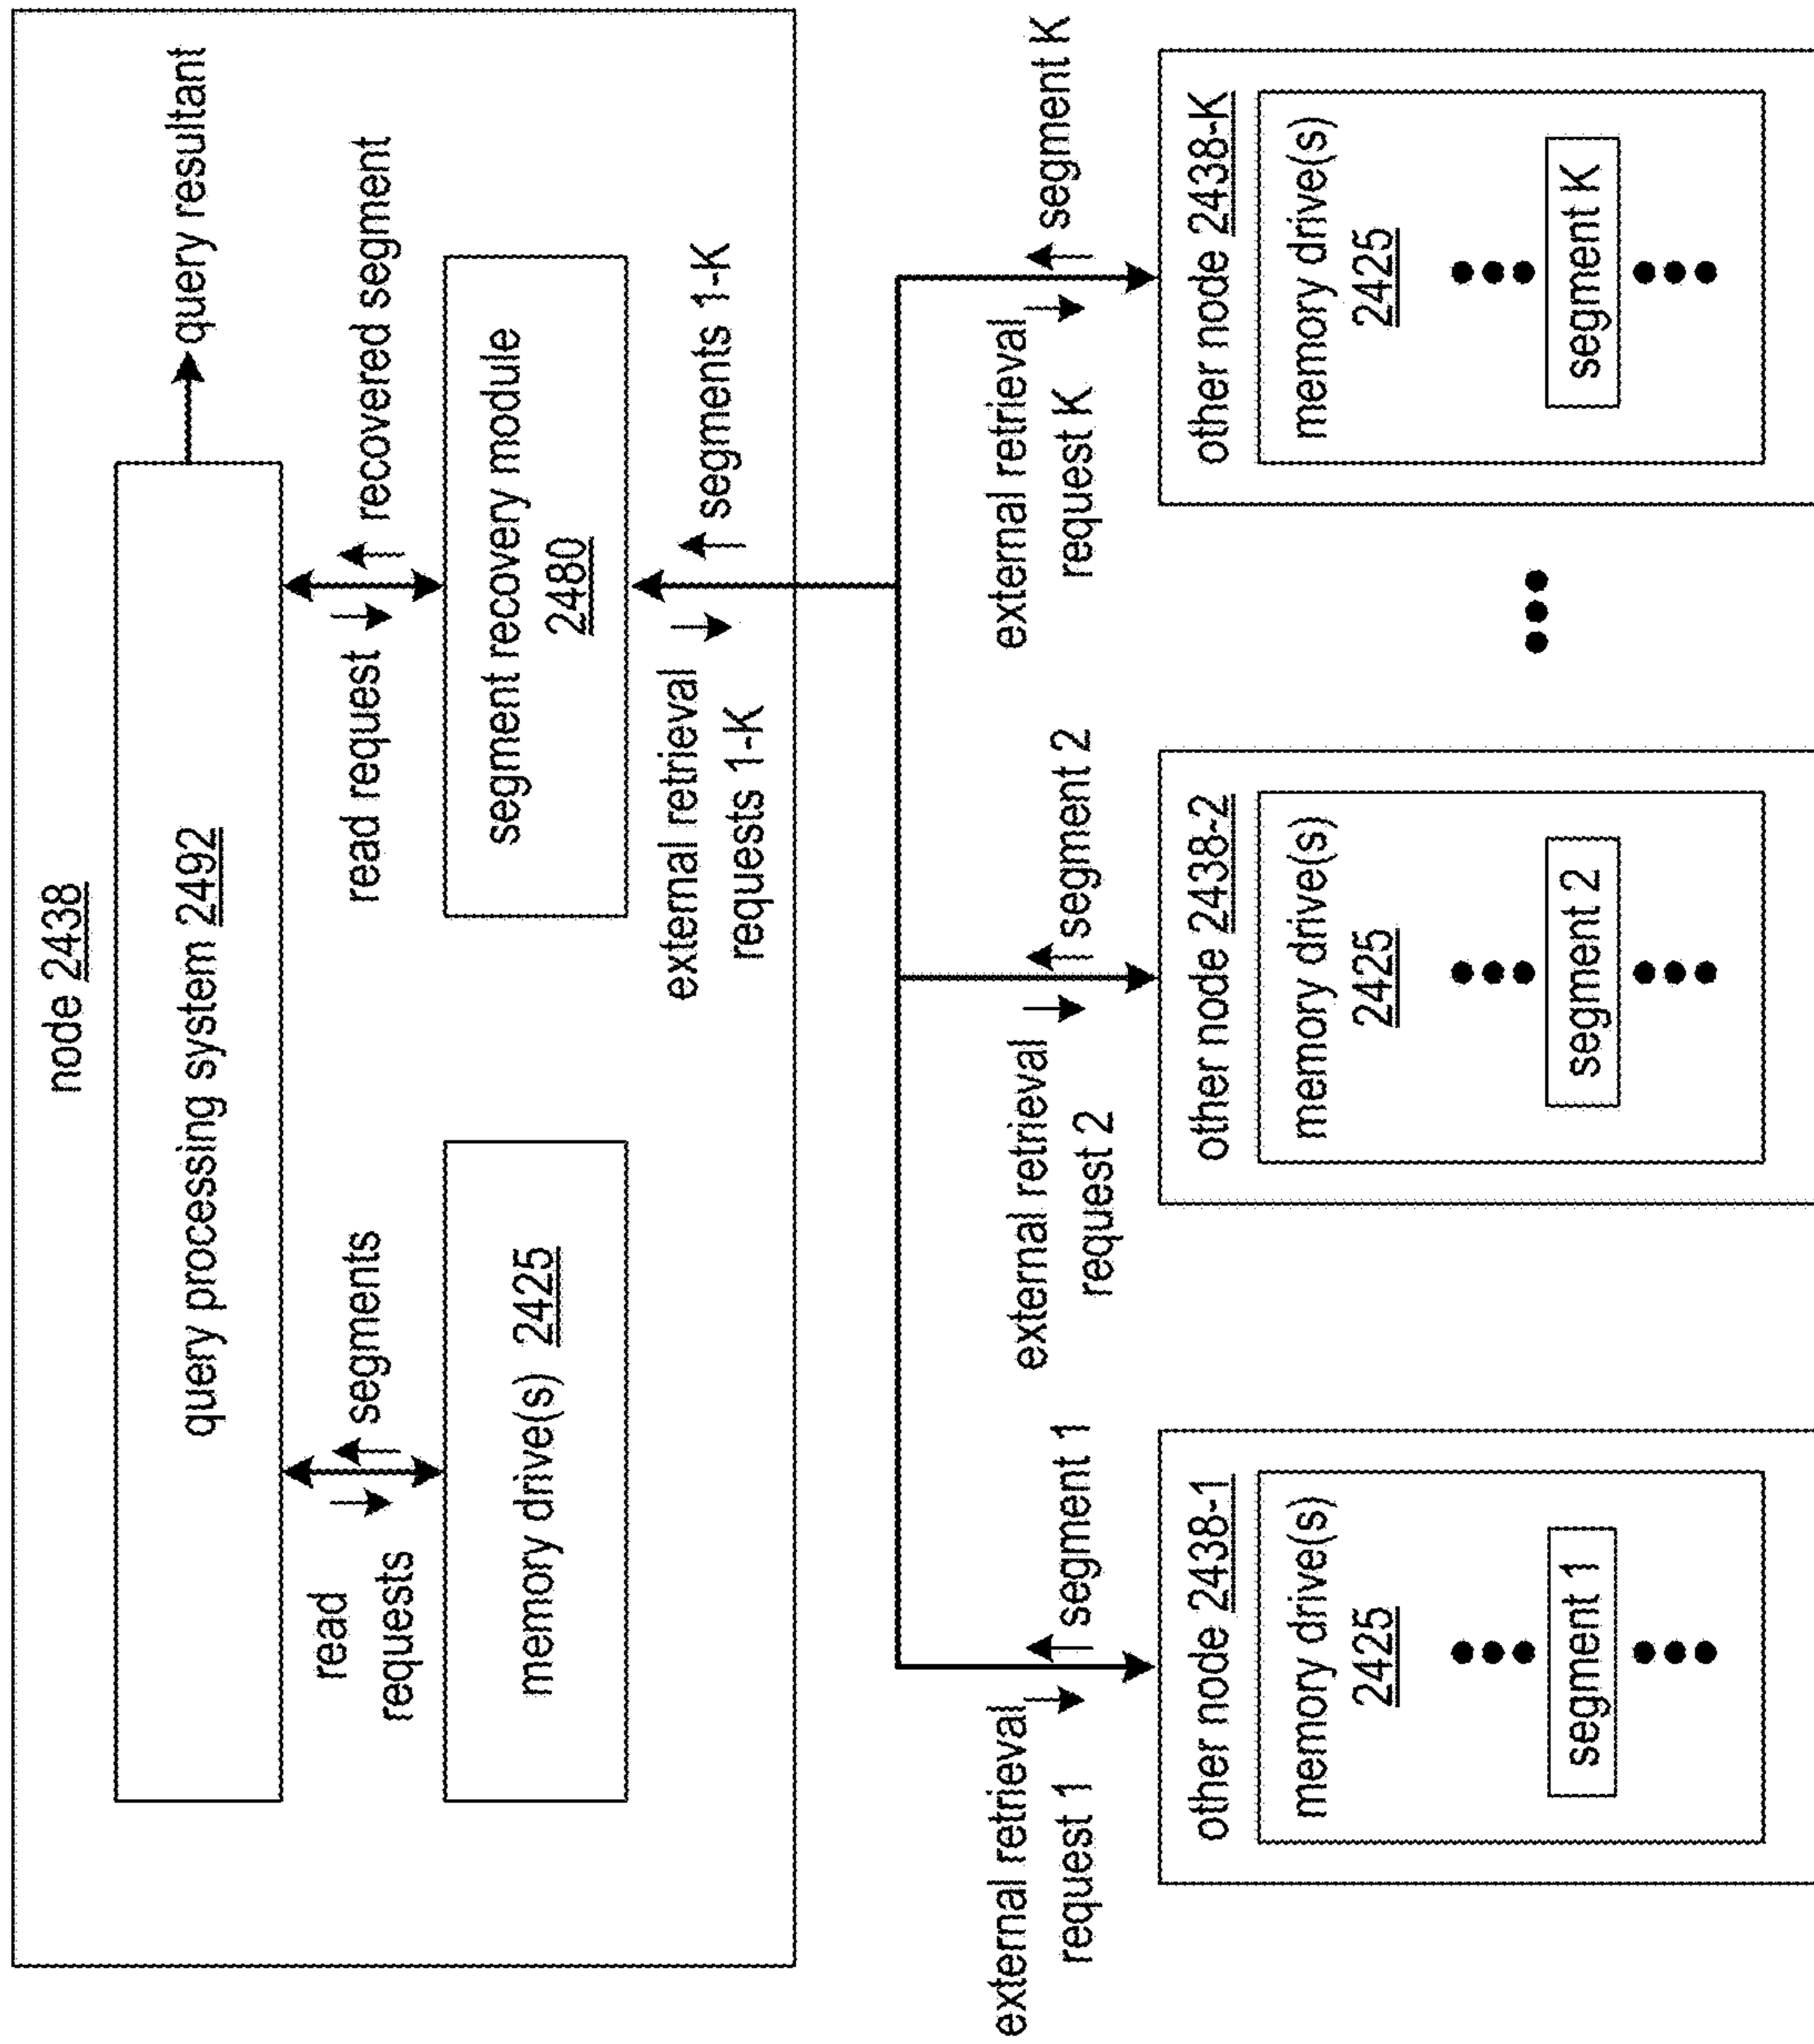 node 2438
query processing system 2492
query resultant
read
requests
segments
read request
recovered segment
memory drive(s) 2425
segment recovery module
2480
external retrieval
requests 1-K
segments 1-K
external retrieval
request 1
segment 1
external retrieval
request 2
segment 2
external retrieval
request K
segment K
other node 2438-1
memory drive(s)
2425
segment 1
other node 2438-2
memory drive(s)
2425
segment 2
other node 2438-K
memory drive(s)
2425
segment K